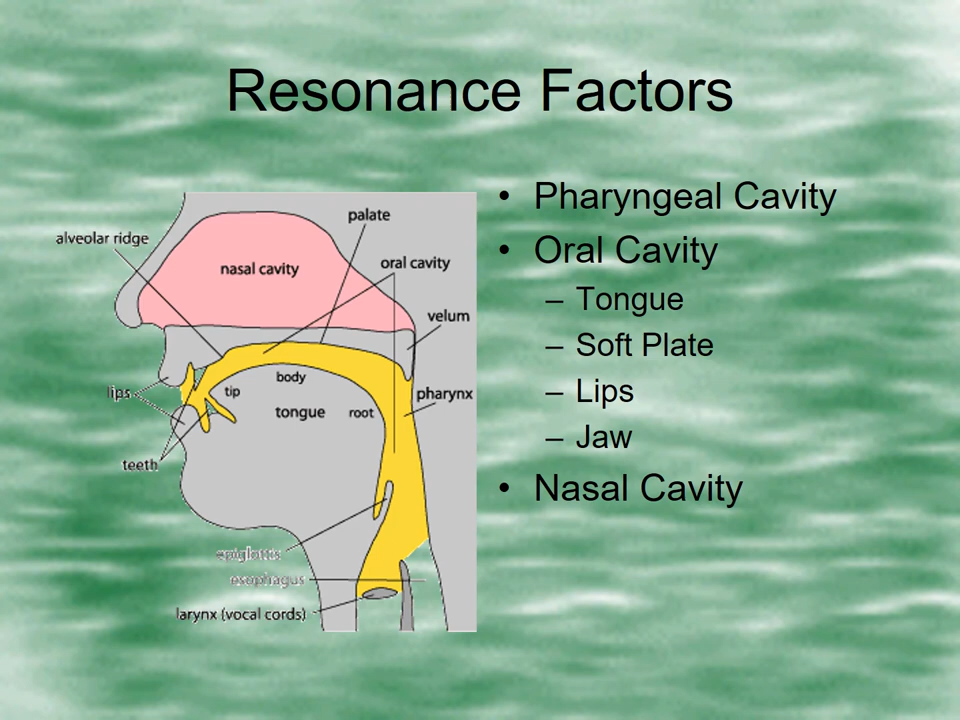 Resonance Factors
• Pharyngeal Cavity
• Oral Cavity
– Tongue
– Soft Plate
– Lips
– Jaw
• Nasal Cavity
palate
alveolar ridge
nasal cavity
oral cavity
velum
body
lips
tip
pharynx
tongue
root
teeth
epiglottis
esophagus
larynx (vocal cords)